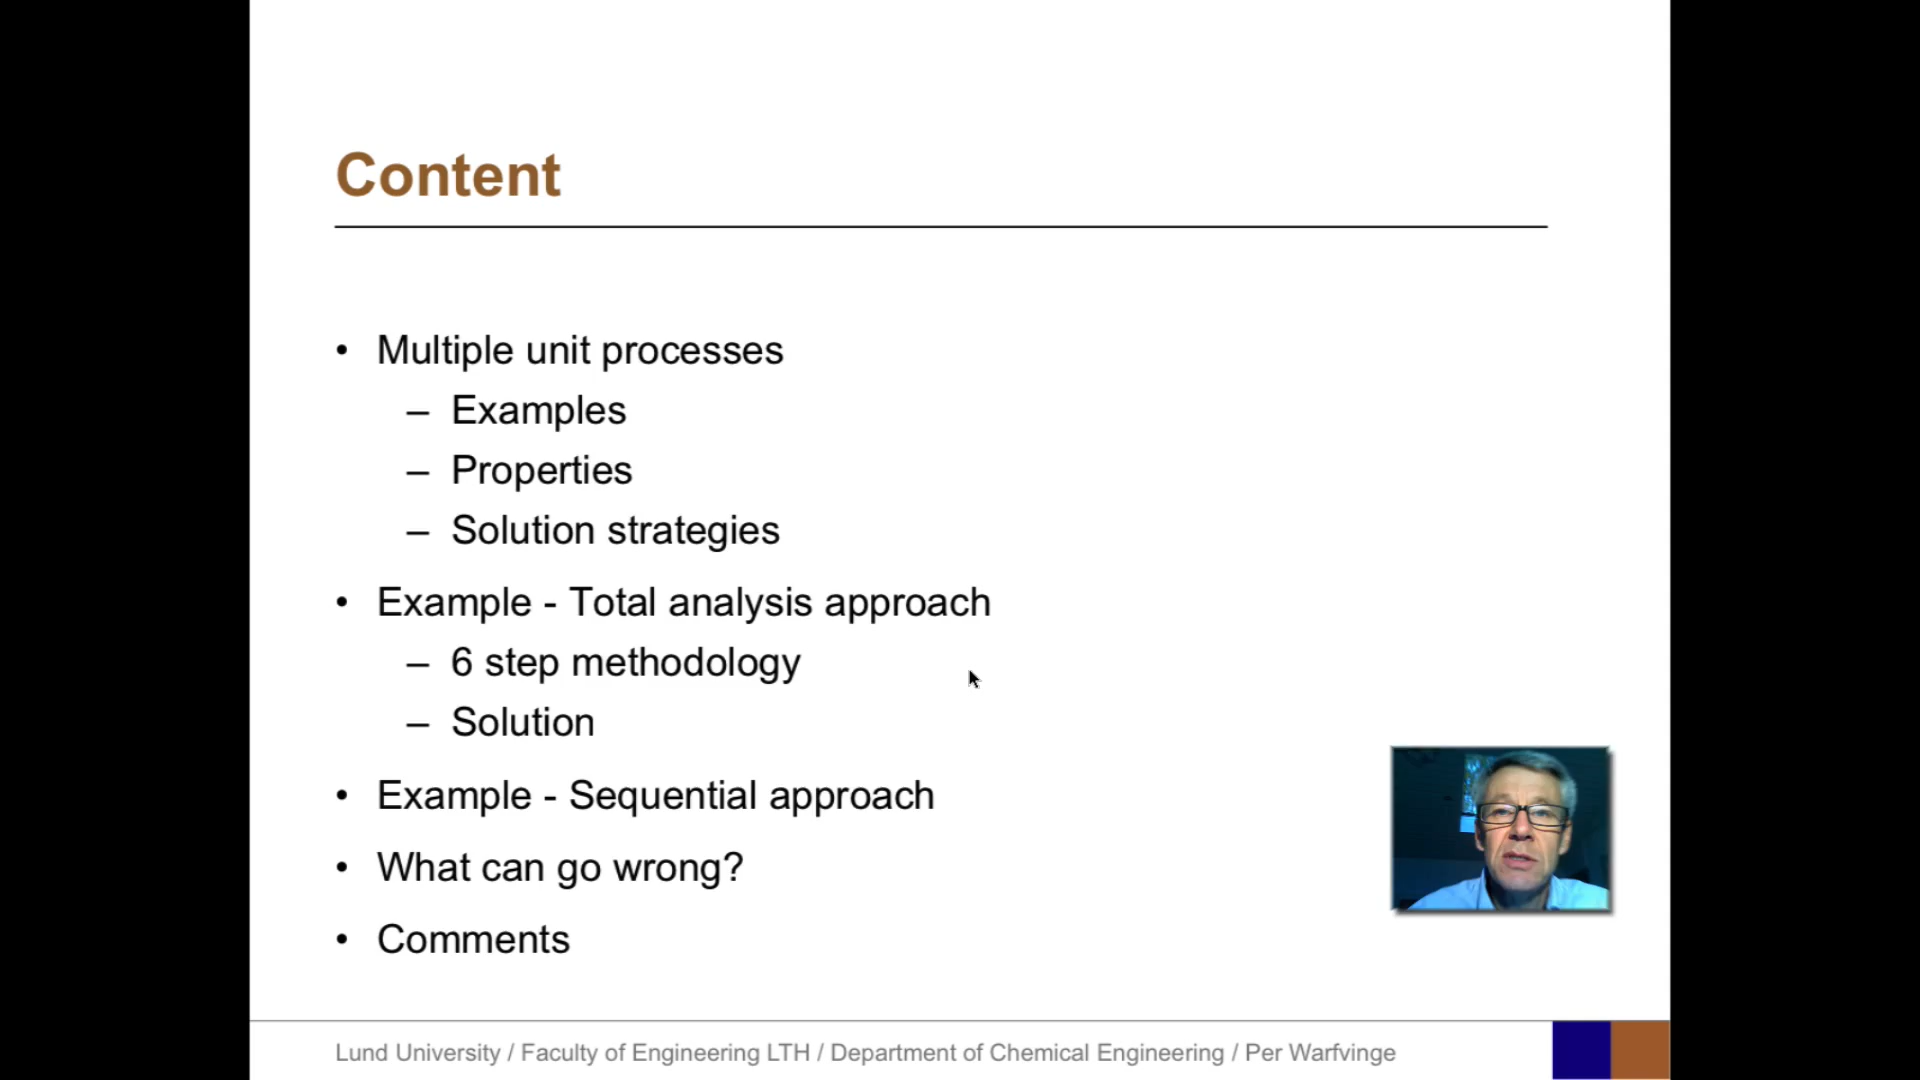 Content
• Multiple unit processes
– Examples
– Properties
– Solution strategies
• Example - Total analysis approach
– 6 step methodology
– Solution
• Example - Sequential approach
• What can go wrong?
• Comments
Lund University / Faculty of Engineering LTH / Department of Chemical Engineering / Per Warfvinge